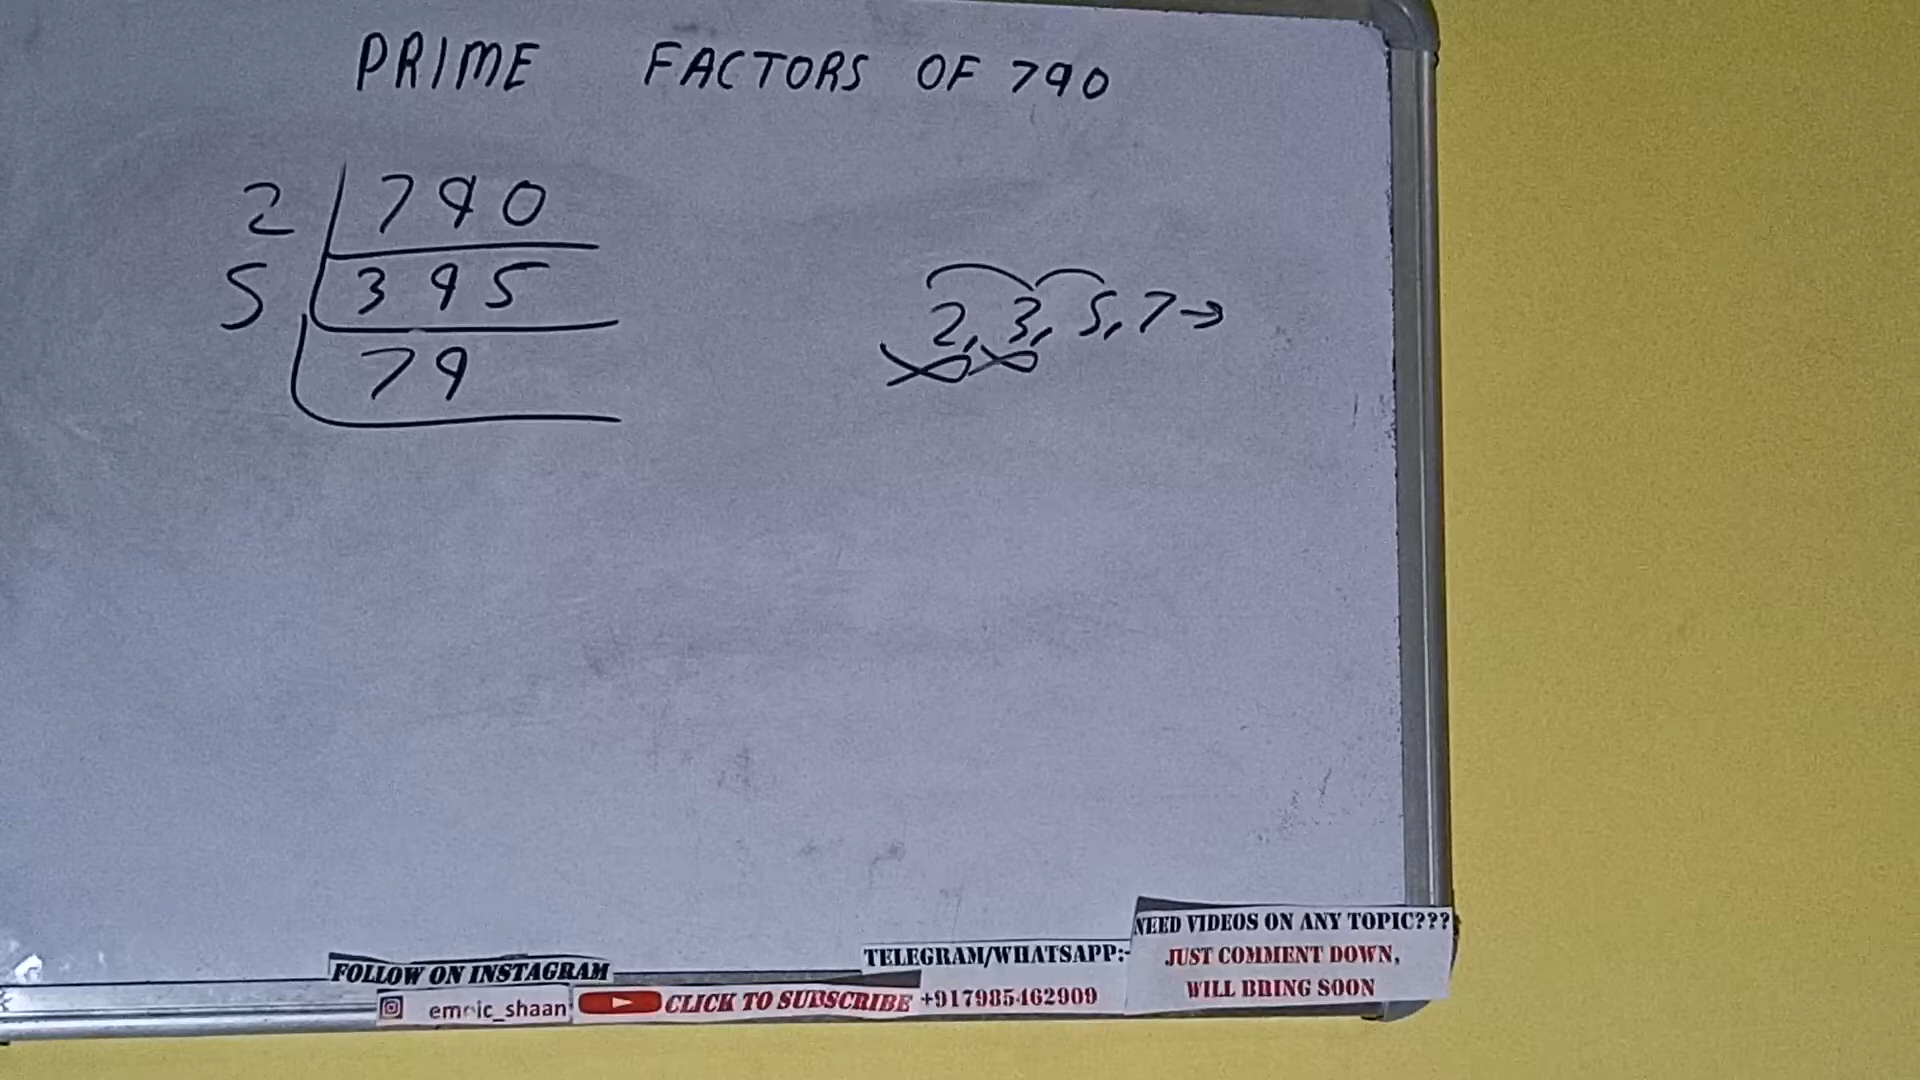 PRIME FACTORS OF 790
2 790
5 395
79
2, 3, 5, 7→
NEED VIDEOS ON ANY TOPIC???
JUST COMMENT DOWN,
WILL BRING SOON
TELEGRAM/WHATSAPP:-
+917985462909
FOLLOW ON INSTAGRAM
CLICK TO SUBSCRIBE